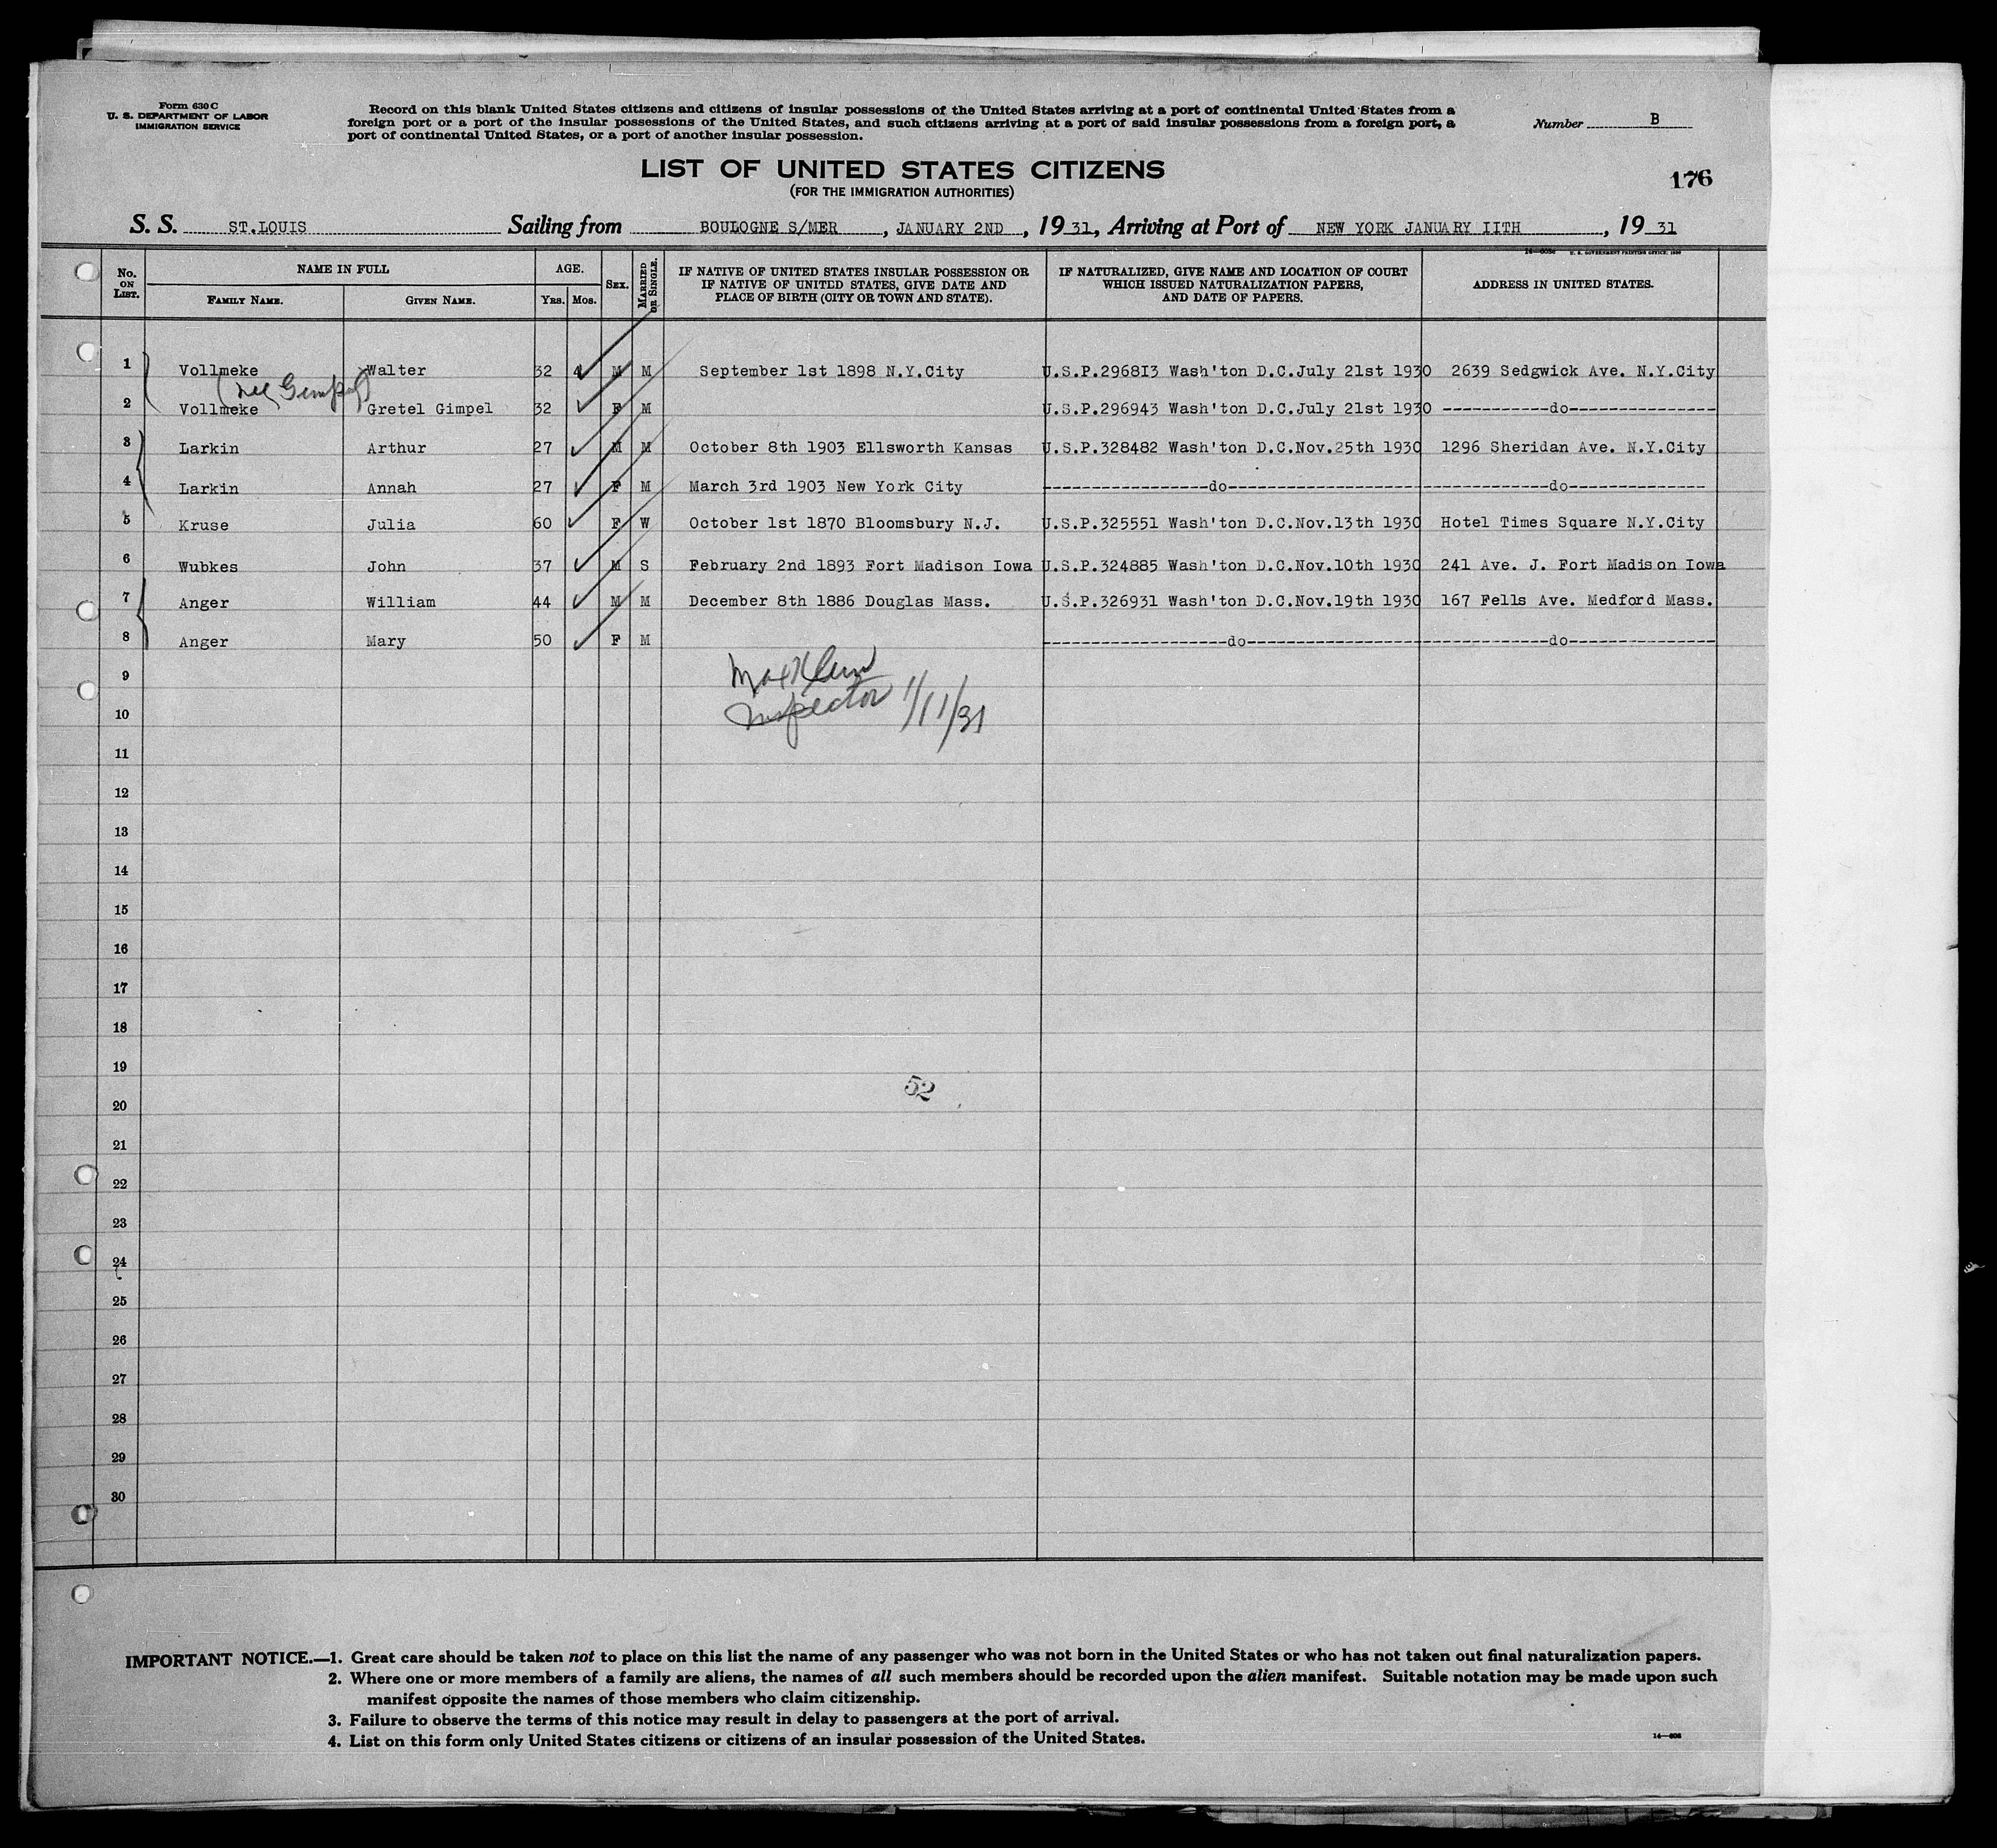 Form 630 C
U. S. DEPARTMENT OF LABOR
IMMIGRATION SERVICE
Record on this blank United States citizens and citizens of insular possessions of the United States arriving at a port of continental United States from a
foreign port or a port of the insular possessions of the United States, and such citizens arriving at a port of said insular possessions from a foreign port, a
port of continental United States, or a port of another insular possession.
Number B
LIST OF UNITED STATES CITIZENS
(FOR THE IMMIGRATION AUTHORITIES)
176
S. S. ST.LOUIS Sailing from BOULOGNE S/MER, JANUARY 2ND, 1931, Arriving at Port of NEW YORK JANUARY IITH, 1931
No. ON LIST. NAME IN FULL FAMILY NAME. GIVEN NAME. AGE. YRS. MOS. SEX. MARRIED OR SINGLE. IF NATIVE OF UNITED STATES INSULAR POSSESSION OR IF NATIVE OF UNITED STATES, GIVE DATE AND PLACE OF BIRTH (CITY OR TOWN AND STATE). IF NATURALIZED, GIVE NAME AND LOCATION OF COURT WHICH ISSUED NATURALIZATION PAPERS, AND DATE OF PAPERS. ADDRESS IN UNITED STATES.
1 Vollmeke Walter 32 4 M M September 1st 1898 N.Y.City U.S.P.296813 Wash'ton D.C.July 21st 1930 2639 Sedgwick Ave. N.Y.City
(nee Gimpel)
2 Vollmeke Gretel Gimpel 32 F M U.S.P.296943 Wash'ton D.C.July 21st 1930 -----------do---------------
3 Larkin Arthur 27 M M October 8th 1903 Ellsworth Kansas U.S.P.328482 Wash'ton D.C.Nov.25th 1930 1296 Sheridan Ave. N.Y.City
4 Larkin Annah 27 F M March 3rd 1903 New York City -----------------do---------------------------------do--------------
5 Kruse Julia 60 F W October 1st 1870 Bloomsbury N.J. U.S.P.325551 Wash'ton D.C.Nov.13th 1930 Hotel Times Square N.Y.City
6 Wubkes John 37 M S February 2nd 1893 Fort Madison Iowa U.S.P.324885 Wash'ton D.C.Nov.10th 1930 241 Ave. J. Fort Madison Iowa
7 Anger William 44 M M December 8th 1886 Douglas Mass. U.S.P.326931 Wash'ton D.C.Nov.19th 1930 167 Fells Ave. Medford Mass.
8 Anger Mary 50 F M -------------------do-------------------------------do---------------
9
Inspector 1/11/31
10
11
12
13
14
15
16
17
18
19
52
20
21
22
23
24
25
26
27
28
29
30
IMPORTANT NOTICE.—1. Great care should be taken not to place on this list the name of any passenger who was not born in the United States or who has not taken out final naturalization papers.
2. Where one or more members of a family are aliens, the names of all such members should be recorded upon the alien manifest. Suitable notation may be made upon such
manifest opposite the names of those members who claim citizenship.
3. Failure to observe the terms of this notice may result in delay to passengers at the port of arrival.
4. List on this form only United States citizens or citizens of an insular possession of the United States.